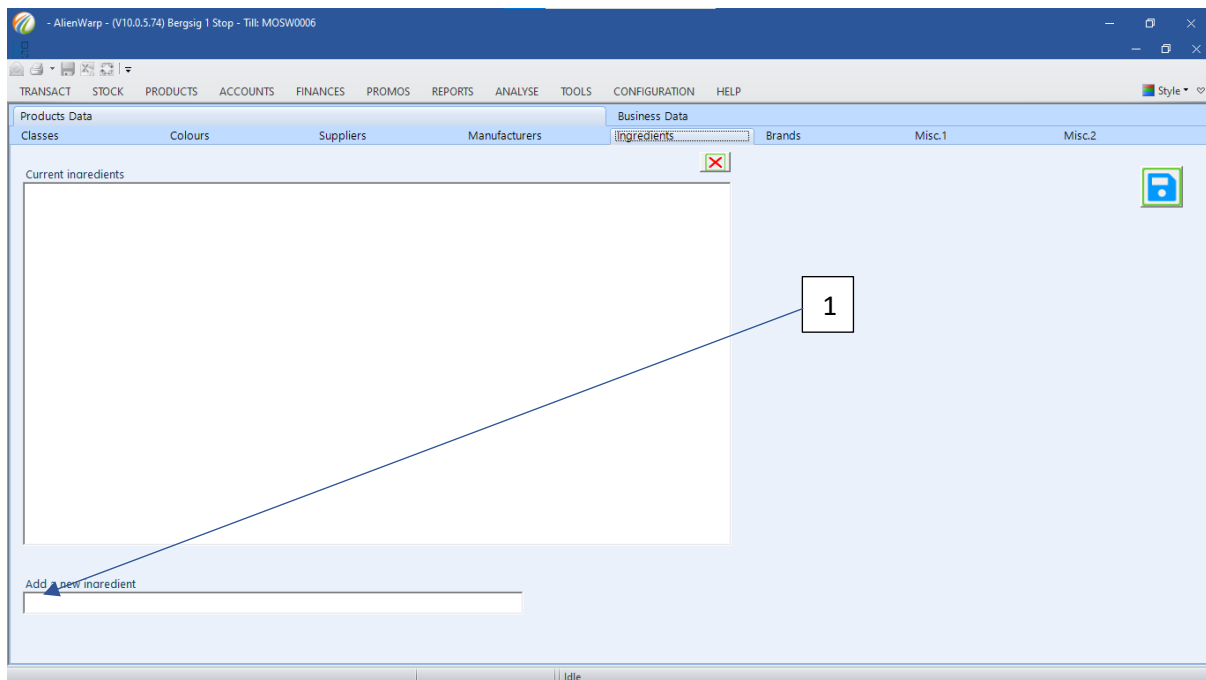 - AlienWarp - (V10.0.5.74) Bergsig 1 Stop - Till: MOSW0006
TRANSACT STOCK PRODUCTS ACCOUNTS FINANCES PROMOS REPORTS ANALYSE TOOLS CONFIGURATION HELP Style
Products Data Business Data
Classes Colours Suppliers Manufacturers Ingredients Brands Misc.1 Misc.2
Current ingredients
1
Add a new ingredient
Idle